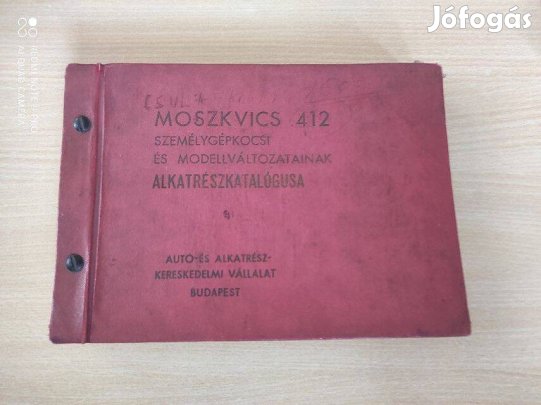 Jófogás
MOSZKVICS 412
SZEMÉLYGÉPKOCSI
ÉS MODELLVÁLTOZATAINAK
ALKATRÉSZKATALÓGUSA
AUTÓ-ÉS ALKATRÉSZ-
KERESKEDELMI VÁLLALAT
BUDAPEST